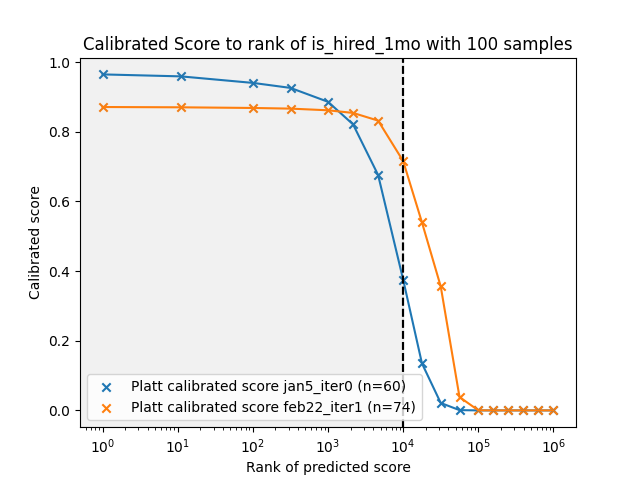 Calibrated Score to rank of is_hired_1mo with 100 samples
1.0
0.8
0.6
0.4
0.2
0.0
Calibrated score
Platt calibrated score jan5_iter0 (n=60)
Platt calibrated score feb22_iter1 (n=74)
10⁰ 10¹ 10² 10³ 10⁴ 10⁵ 10⁶
Rank of predicted score